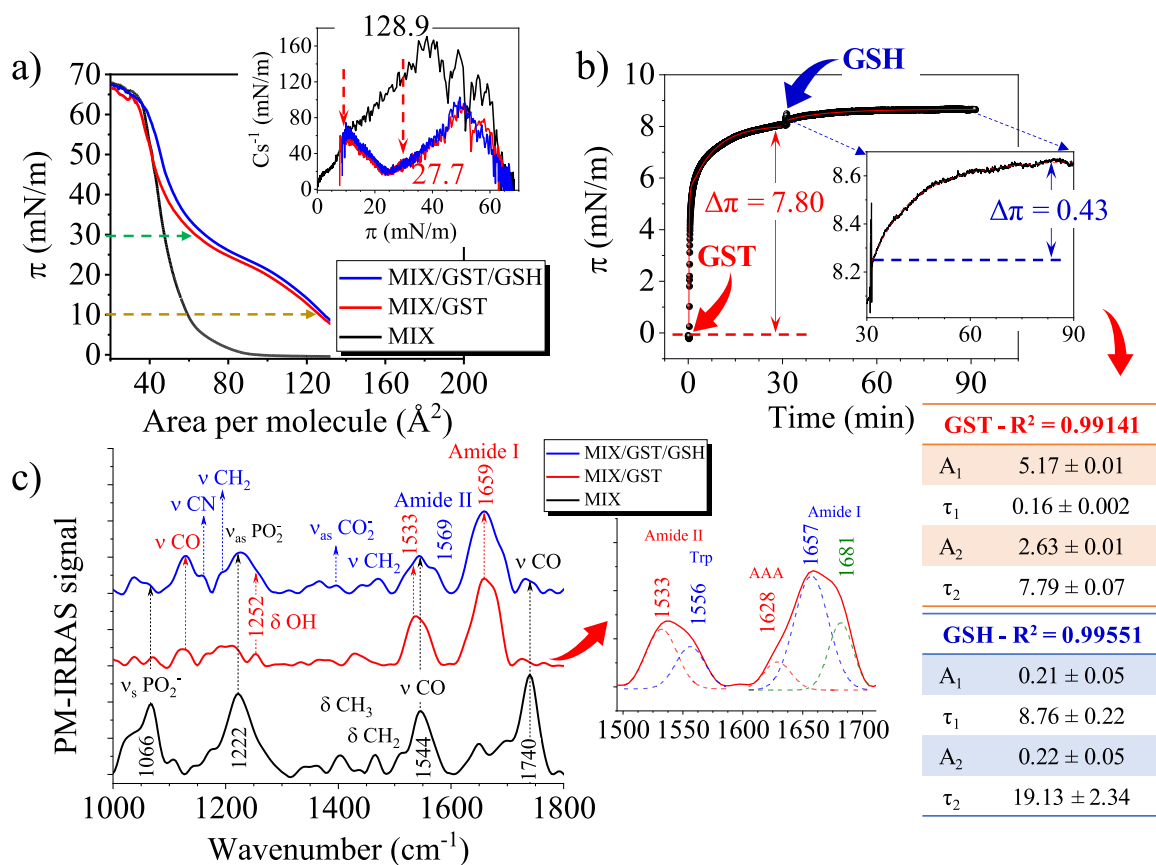 a)
π (mN/m)
70
60
50
40
30
20
10
0
40 80 120 160 200
Area per molecule (Å²)
MIX/GST/GSH
MIX/GST
MIX
128.9
Cs⁻¹ (mN/m)
160
120
80
40
0
27.7
0 20 40 60
π (mN/m)
b)
π (mN/m)
10
8
6
4
2
0
GSH
GST
Δπ = 7.80
0 30 60 90
Time (min)
8.6
8.4
8.2
Δπ = 0.43
30 60 90
c)
PM-IRRAS signal
MIX/GST/GSH
MIX/GST
MIX
ν CO
ν CN
ν CH₂
ν_as PO₂⁻
1252
δ OH
ν_as CO₂⁻
ν CH₂
Amide II
1533
1569
Amide I
1659
ν CO
ν_s PO₂⁻
1066
1222
δ CH₃
δ CH₂
ν CO
1544
1740
1000 1200 1400 1600 1800
Wavenumber (cm⁻¹)
Amide II
1533
Trp
1556
AAA
1628
Amide I
1657
1681
1500 1550 1600 1650 1700
GST - R² = 0.99141
A₁ 5.17 ± 0.01
τ₁ 0.16 ± 0.002
A₂ 2.63 ± 0.01
τ₂ 7.79 ± 0.07
GSH - R² = 0.99551
A₁ 0.21 ± 0.05
τ₁ 8.76 ± 0.22
A₂ 0.22 ± 0.05
τ₂ 19.13 ± 2.34